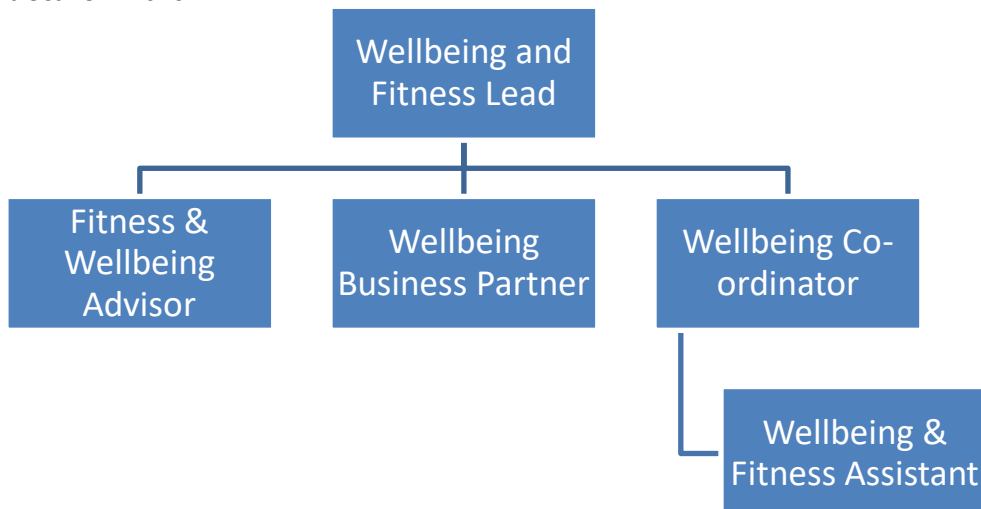 Wellbeing and
Fitness Lead
Fitness &
Wellbeing
Advisor
Wellbeing
Business Partner
Wellbeing Co-
ordinator
Wellbeing &
Fitness Assistant